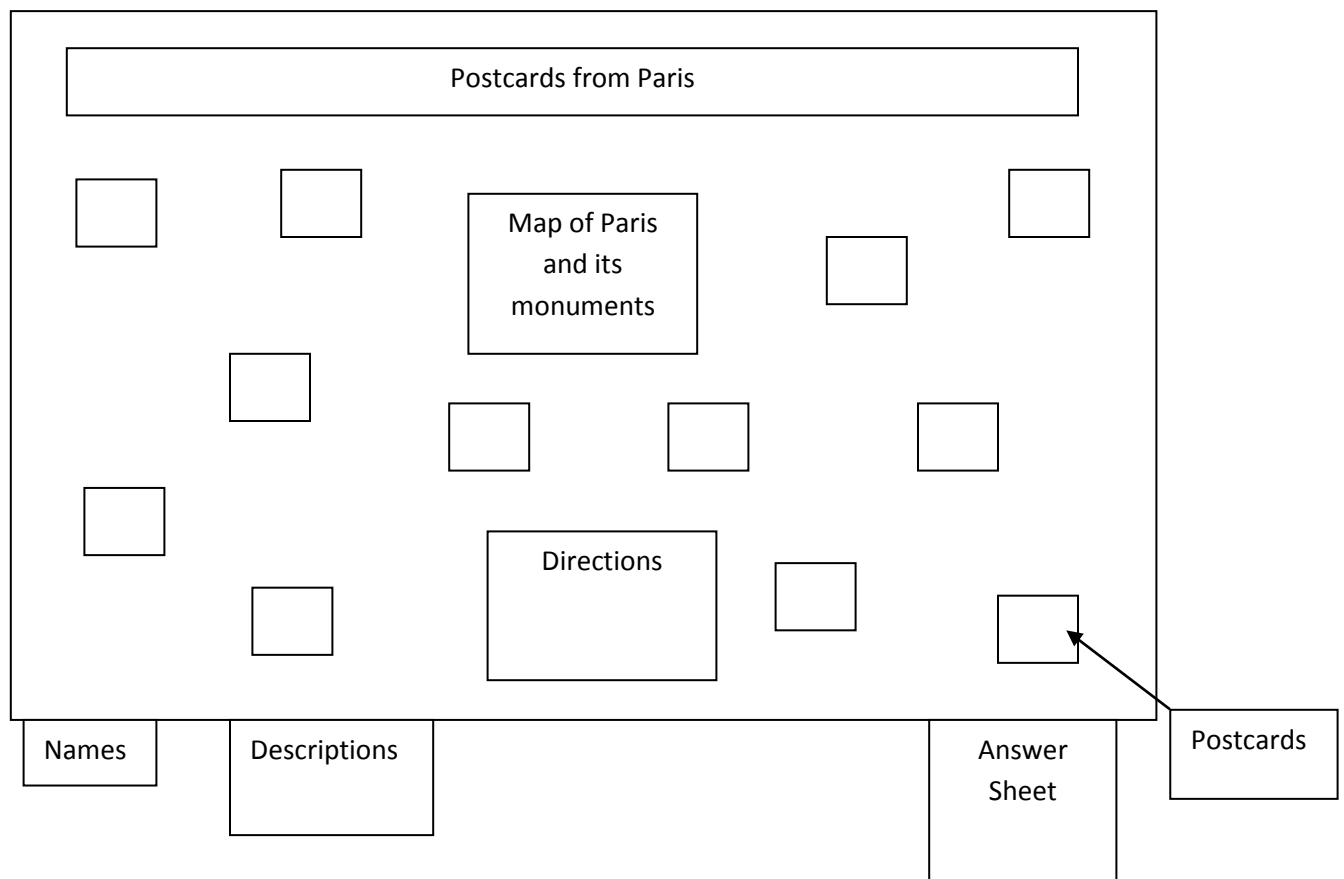 Postcards from Paris
Map of Paris
and its
monuments
Directions
Names
Descriptions
Answer
Sheet
Postcards